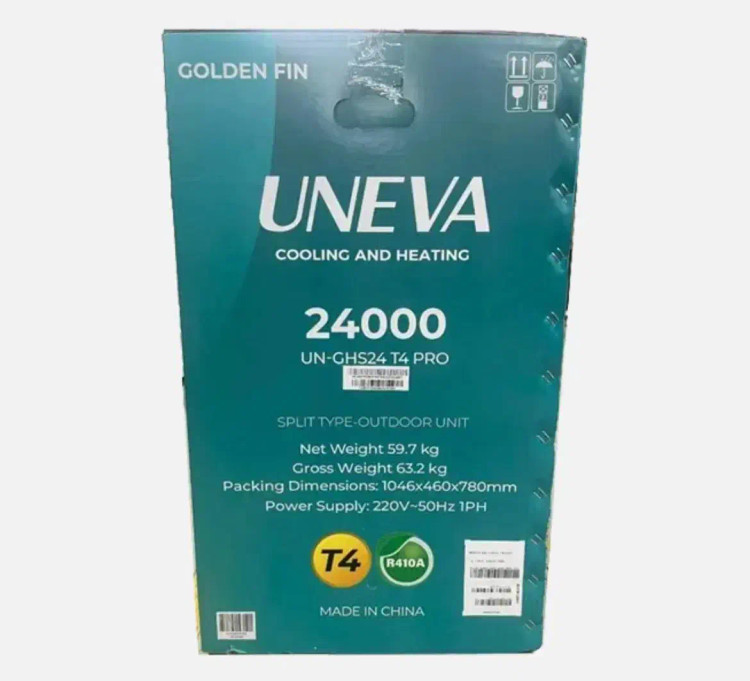 GOLDEN FIN
UNEVA
COOLING AND HEATING
24000
UN-GHS24 T4 PRO
SPLIT TYPE-OUTDOOR UNIT
Net Weight 59.7 kg
Gross Weight 63.2 kg
Packing Dimensions: 1046x460x780mm
Power Supply: 220V~50Hz 1PH
T4
R410A
MADE IN CHINA